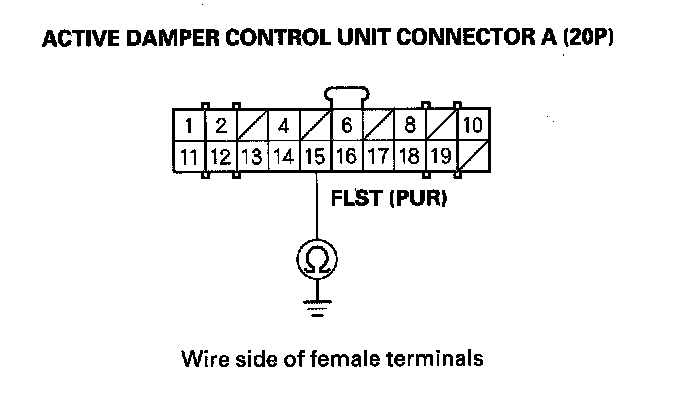 ACTIVE DAMPER CONTROL UNIT CONNECTOR A (20P)
1 2 4 6 8 10
11 12 13 14 15 16 17 18 19
FLST (PUR)
Ω
Wire side of female terminals